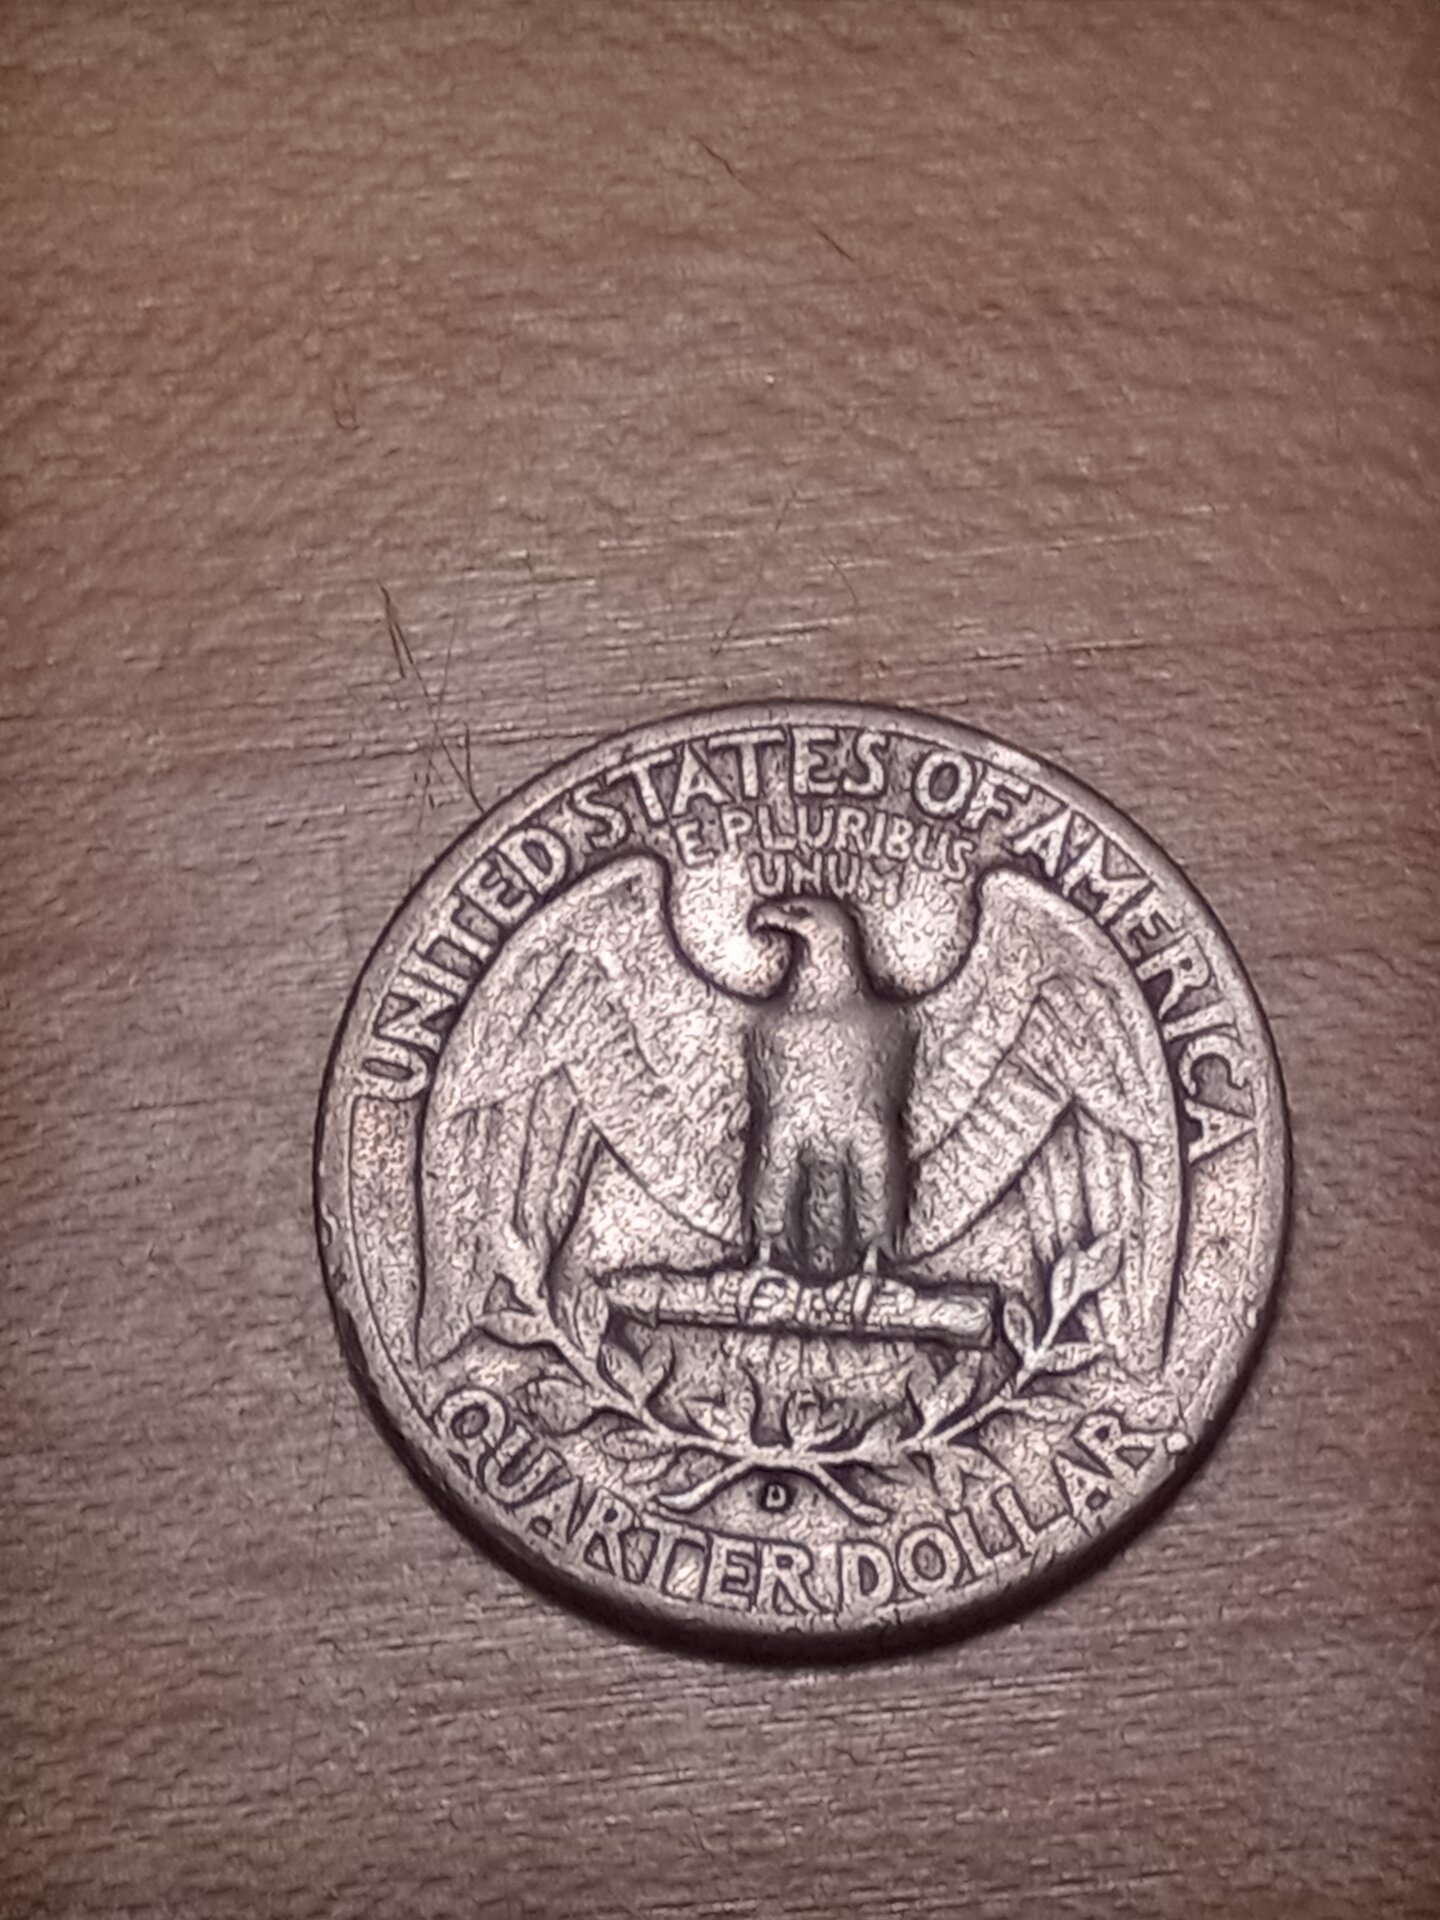 UNITED STATES OF AMERICA
E PLURIBUS
UNUM
D
QUARTER DOLLAR